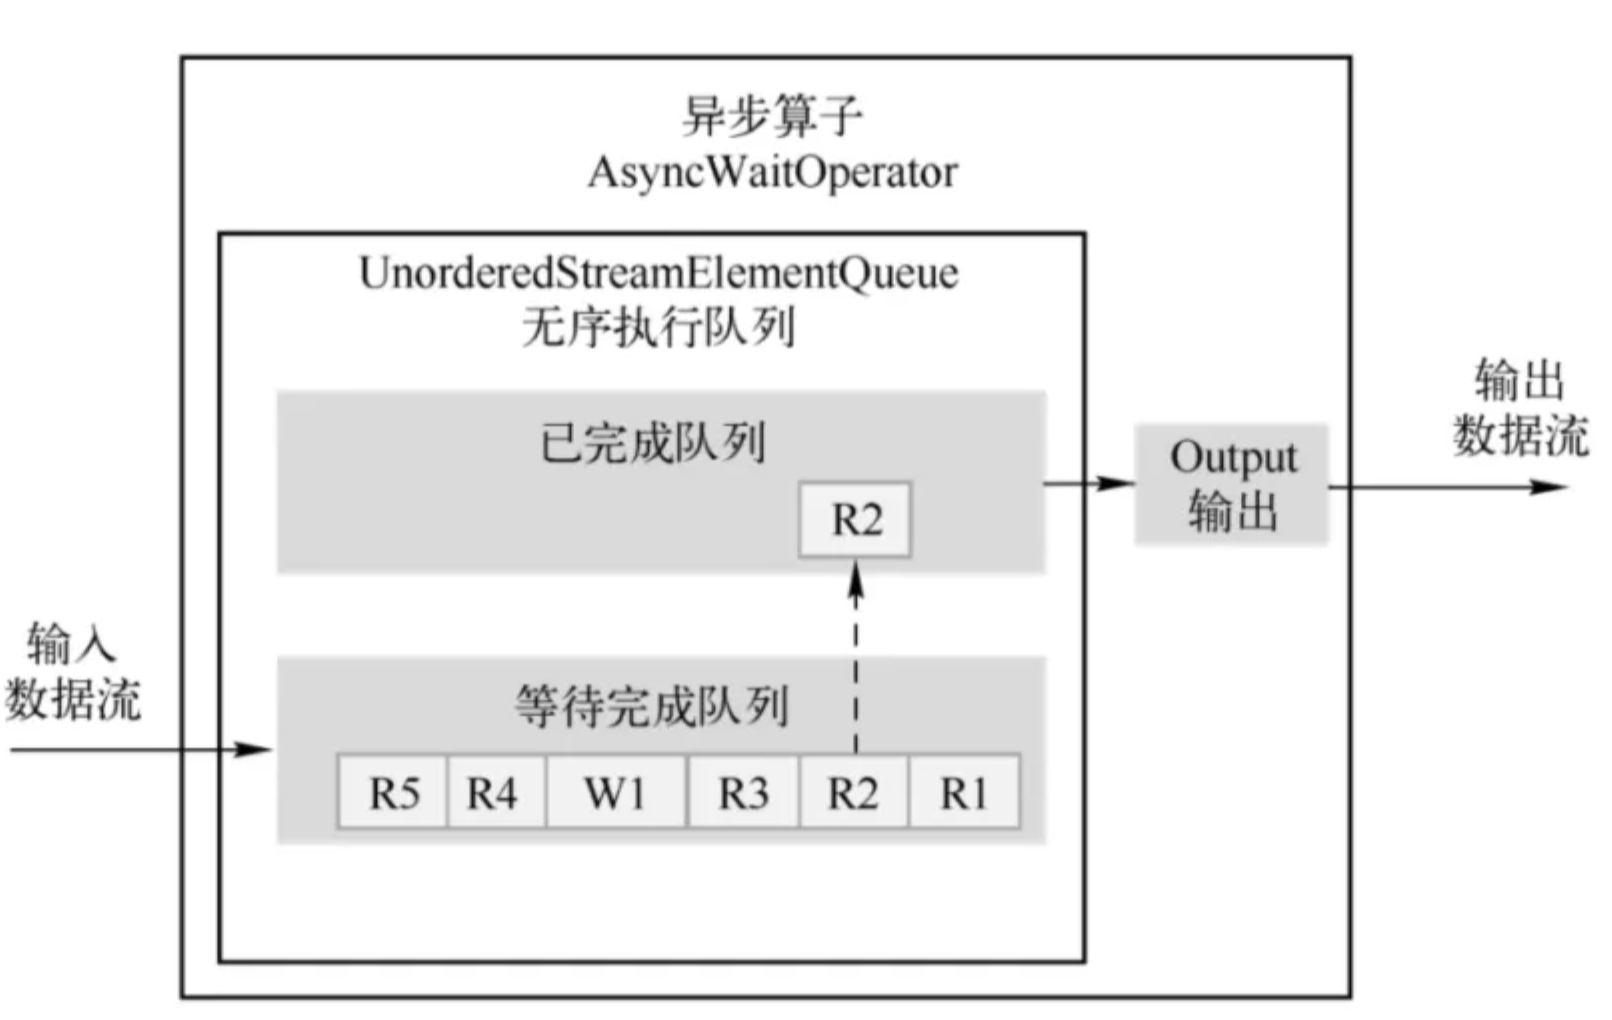 异步算子
AsyncWaitOperator
UnorderedStreamElementQueue
无序执行队列
已完成队列
R2
Output
输出
输出
数据流
输入
数据流
等待完成队列
R5 R4 W1 R3 R2 R1